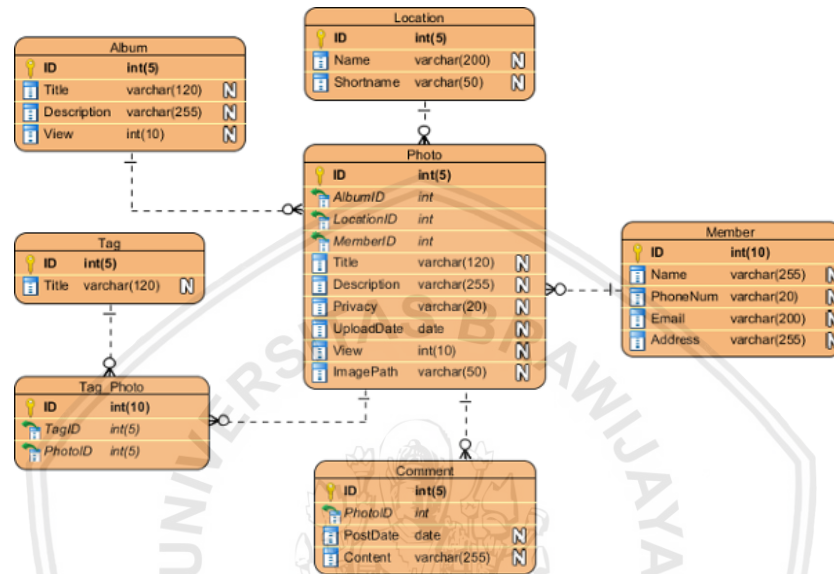 Location
ID int(5)
Name varchar(200) N
Shortname varchar(50) N
Album
ID int(5)
Title varchar(120) N
Description varchar(255) N
View int(10) N
Photo
ID int(5)
AlbumID int
LocationID int
MemberID int
Title varchar(120) N
Description varchar(255) N
Privacy varchar(20) N
UploadDate date N
View int(10) N
ImagePath varchar(50) N
Tag
ID int(5)
Title varchar(120) N
Member
ID int(10)
Name varchar(255) N
PhoneNum varchar(20) N
Email varchar(200) N
Address varchar(255) N
Tag_Photo
ID int(10)
TagID int(5)
PhotoID int(5)
Comment
ID int(5)
PhotoID int
PostDate date N
Content varchar(255) N
UNIVERSITAS BRAWIJAYA